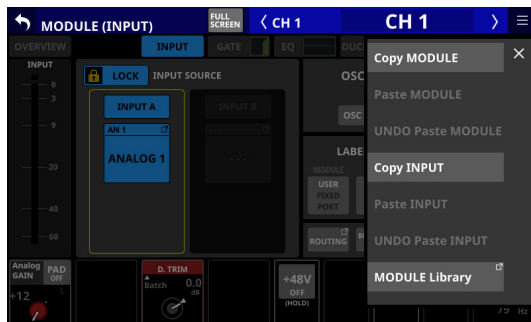 MODULE (INPUT)
FULL
SCREEN
CH 1
CH 1
OVERVIEW
INPUT
GATE
EQ
DUC
INPUT
0
3
9
20
40
60
LOCK
INPUT SOURCE
INPUT A
INPUT B
AN 1
ANALOG 1
- - -
- - -
OSC
OSC
LABE
MODULE
USER
FIXED
PORT
ROUTING
Copy MODULE
Paste MODULE
UNDO Paste MODULE
Copy INPUT
Paste INPUT
UNDO Paste INPUT
MODULE Library
Analog
GAIN
PAD
OFF
+12
L
D. TRIM
Batch
0.0
dB
+48V
OFF
(HOLD)
79 Hz